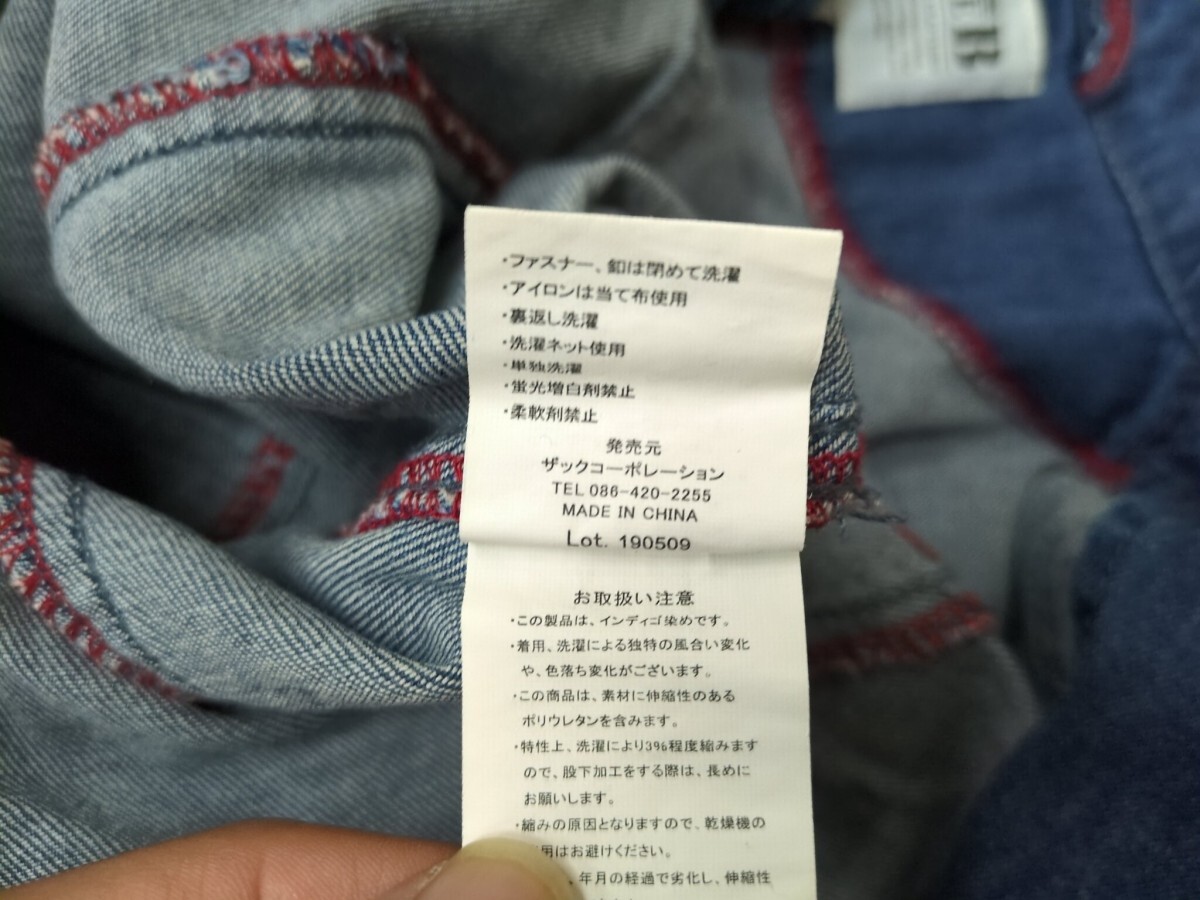 ・ファスナー、釦は閉めて洗濯
・アイロンは当て布使用
・裏返し洗濯
・洗濯ネット使用
・単独洗濯
・蛍光増白剤禁止
・柔軟剤禁止
発売元
ザックコーポレーション
TEL 086-420-2255
MADE IN CHINA
Lot. 190509
お取扱い注意
・この製品は、インディゴ染めです。
・着用、洗濯による独特の風合い変化
や、色落ち変化がございます。
・この商品は、素材に伸縮性のある
ポリウレタンを含みます。
・特性上、洗濯により3%程度縮みます
ので、股下加工をする際は、長めに
お願いします。
・縮みの原因となりますので、乾燥機の
用はお避けください。
、年月の経過で劣化し、伸縮性